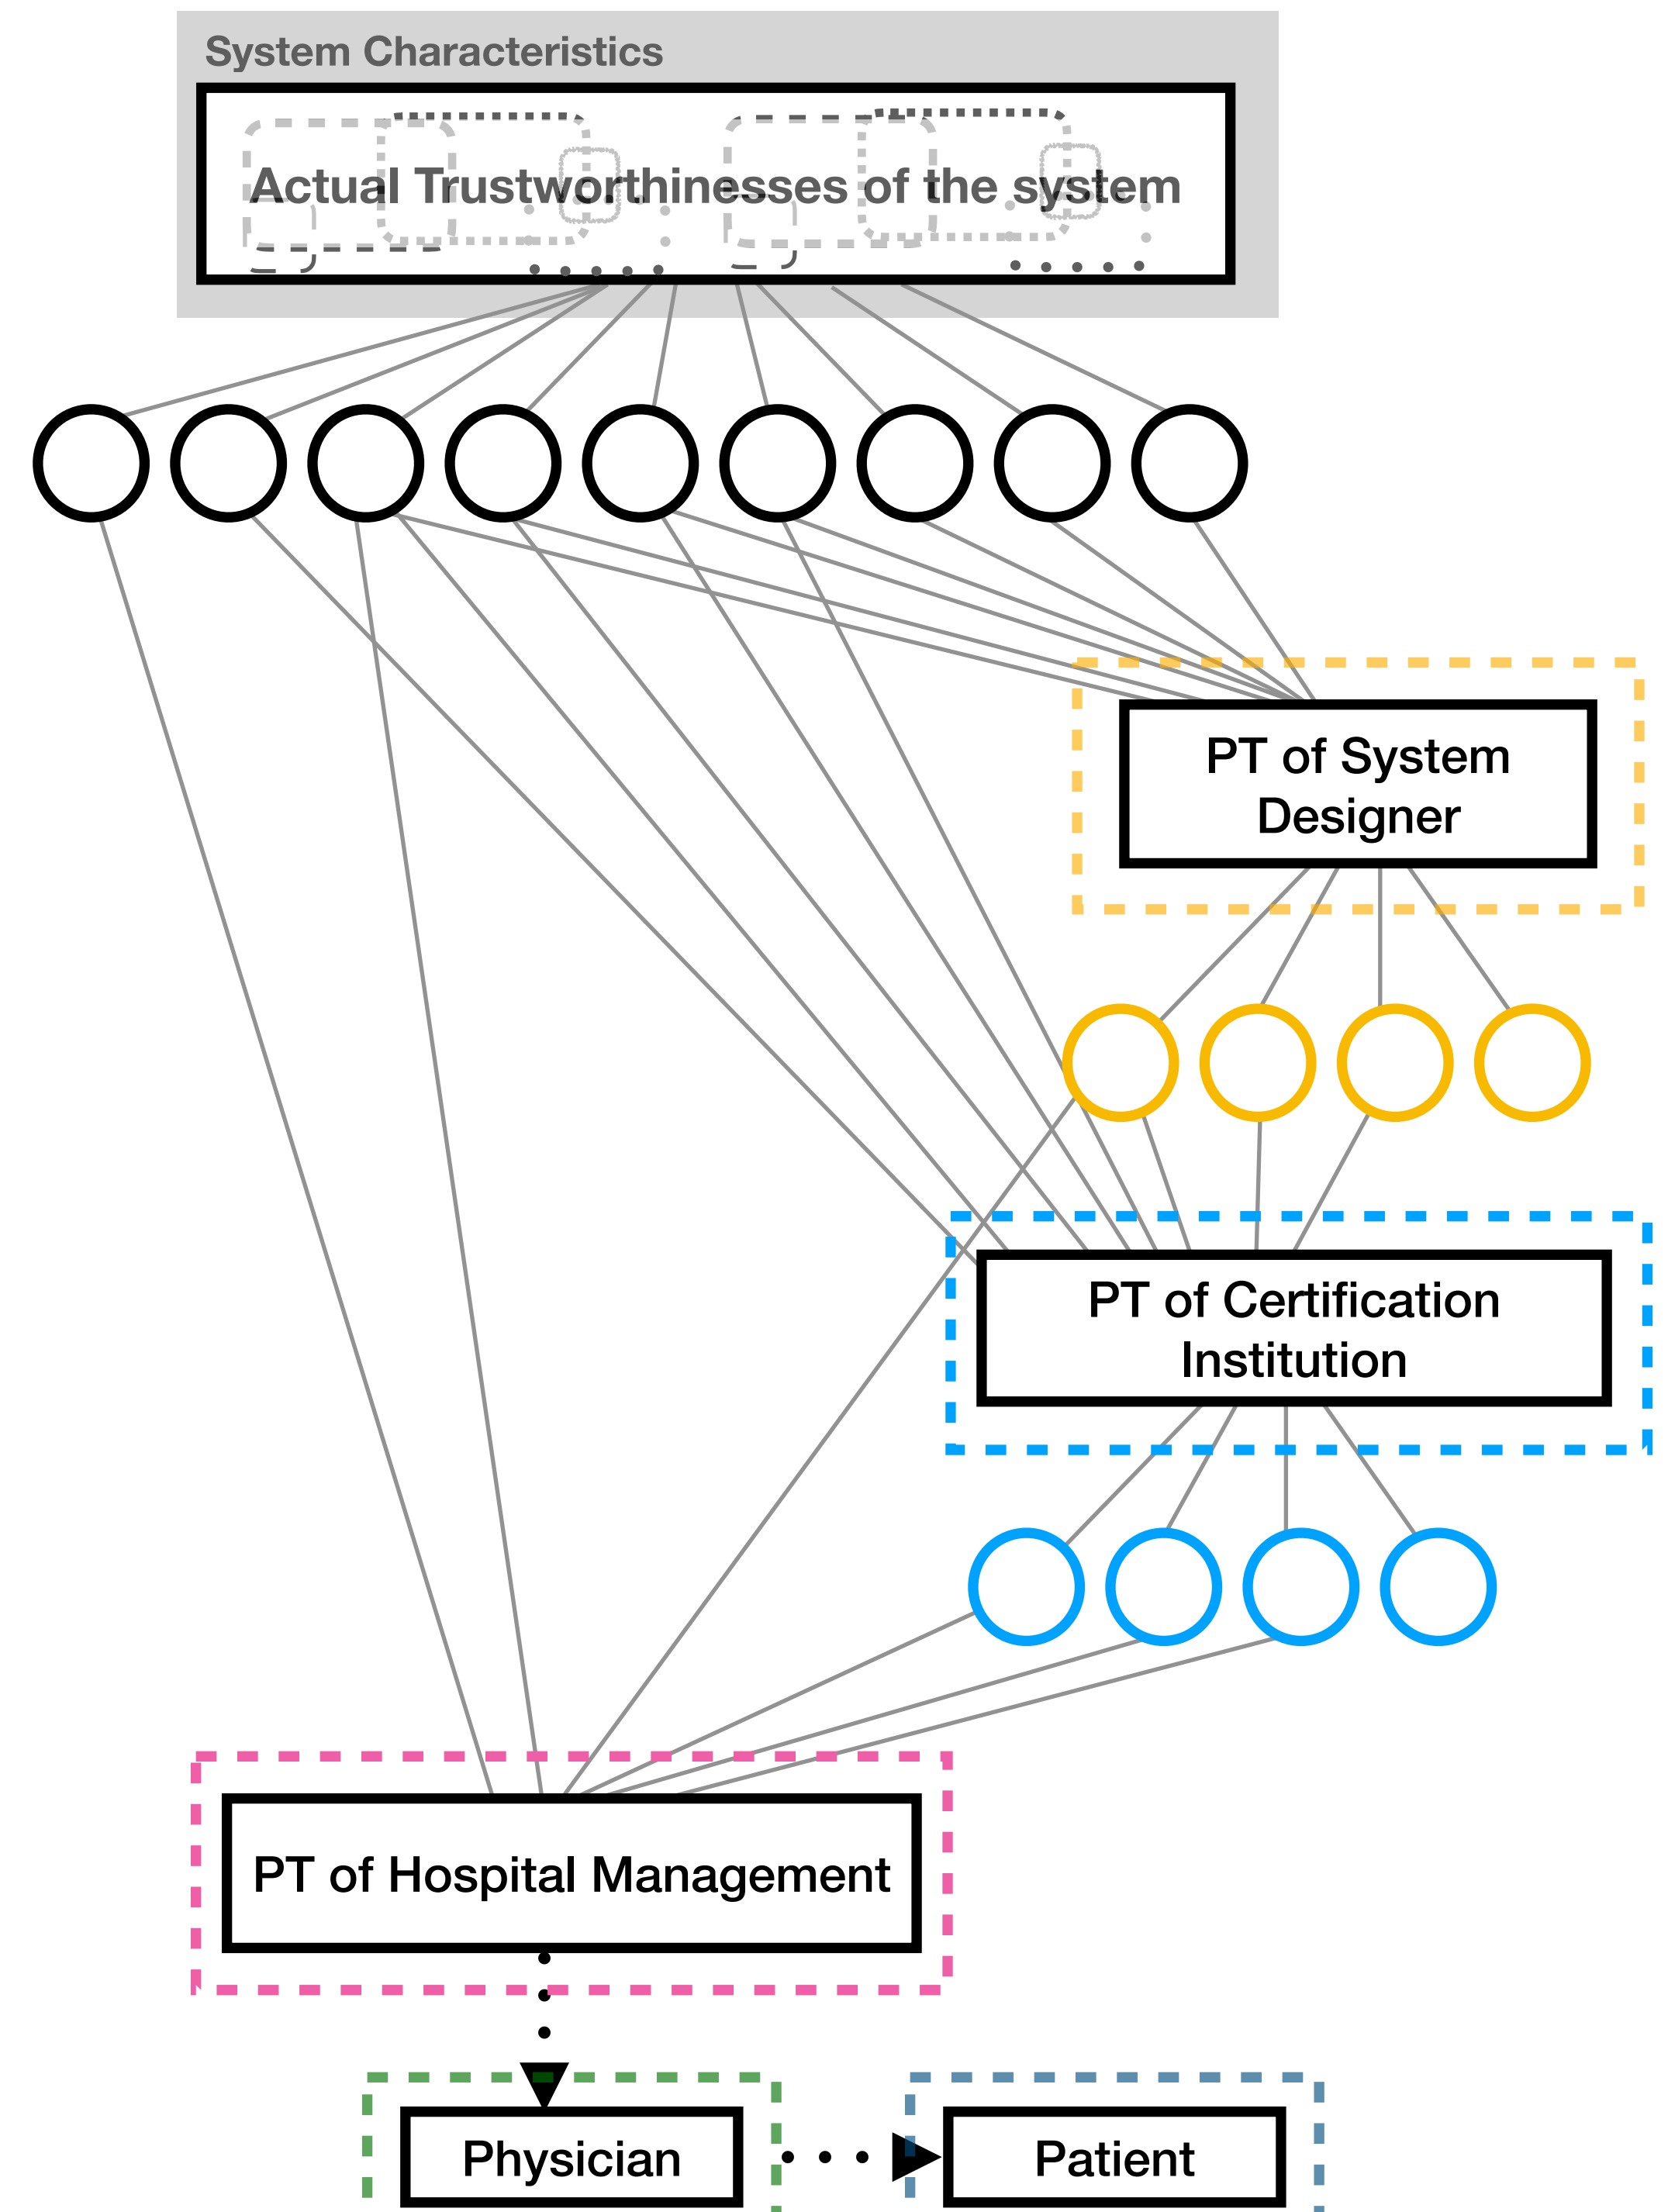 System Characteristics
Actual Trustworthinesses of the system
PT of System
Designer
PT of Certification
Institution
PT of Hospital Management
Physician
Patient